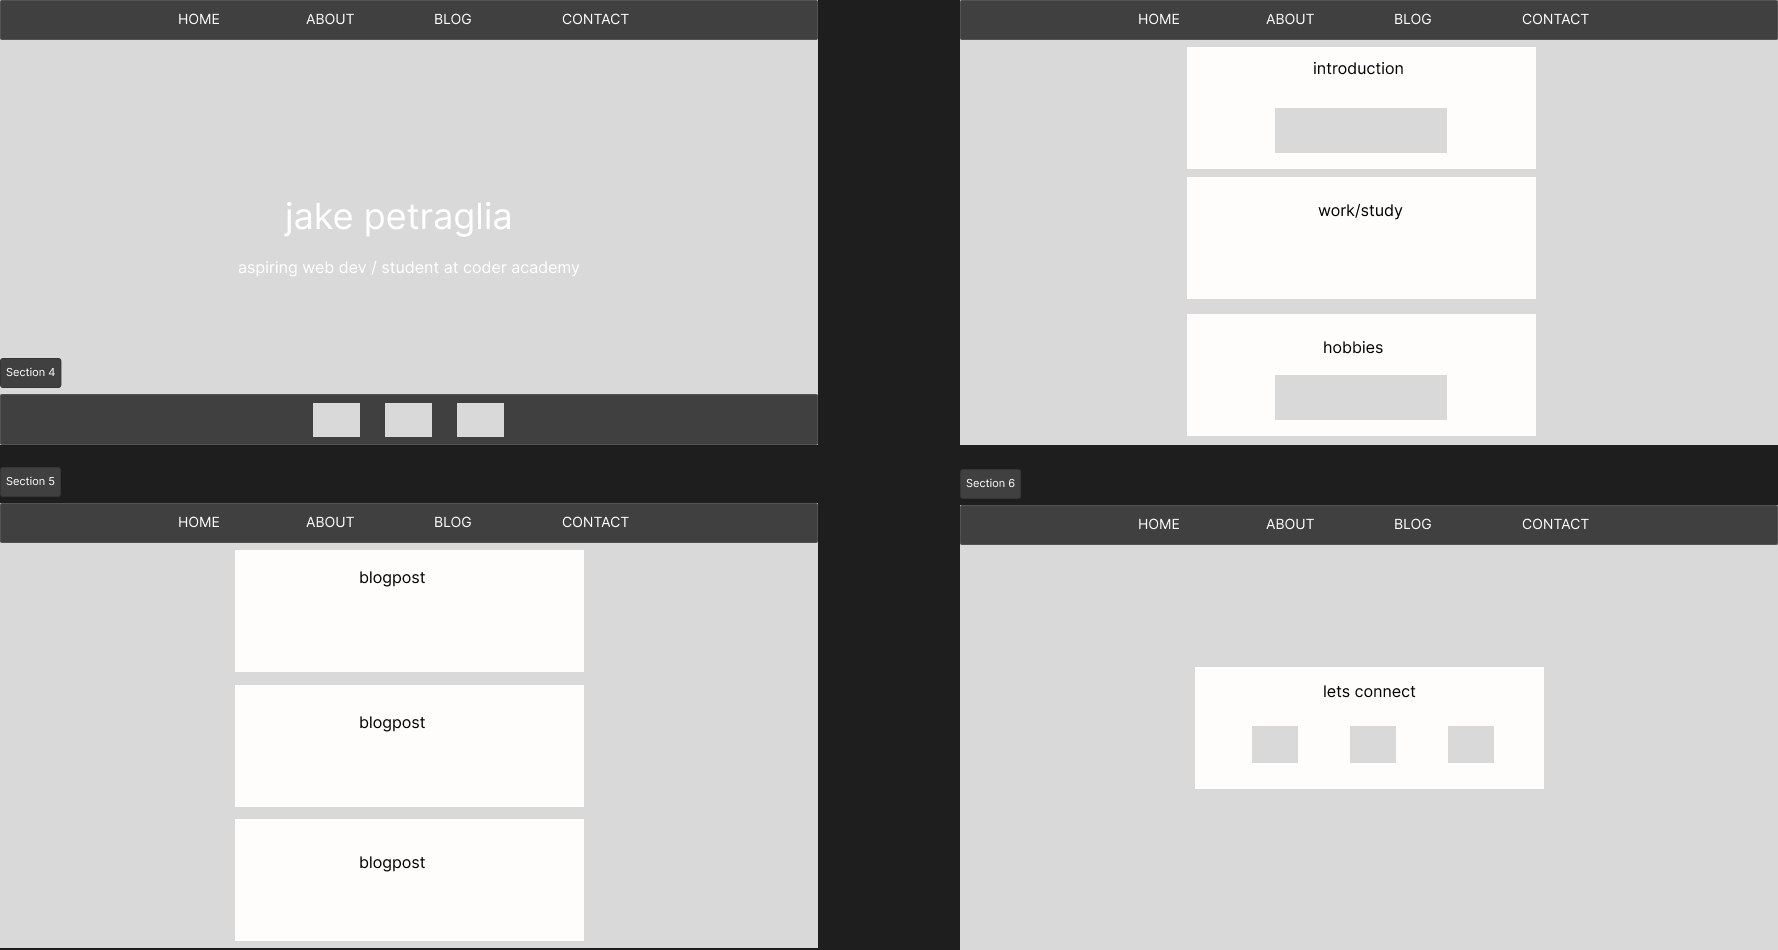 HOME ABOUT BLOG CONTACT
jake petraglia
aspiring web dev / student at coder academy
Section 4
HOME ABOUT BLOG CONTACT
introduction
work/study
hobbies
Section 5
HOME ABOUT BLOG CONTACT
blogpost
blogpost
blogpost
Section 6
HOME ABOUT BLOG CONTACT
lets connect